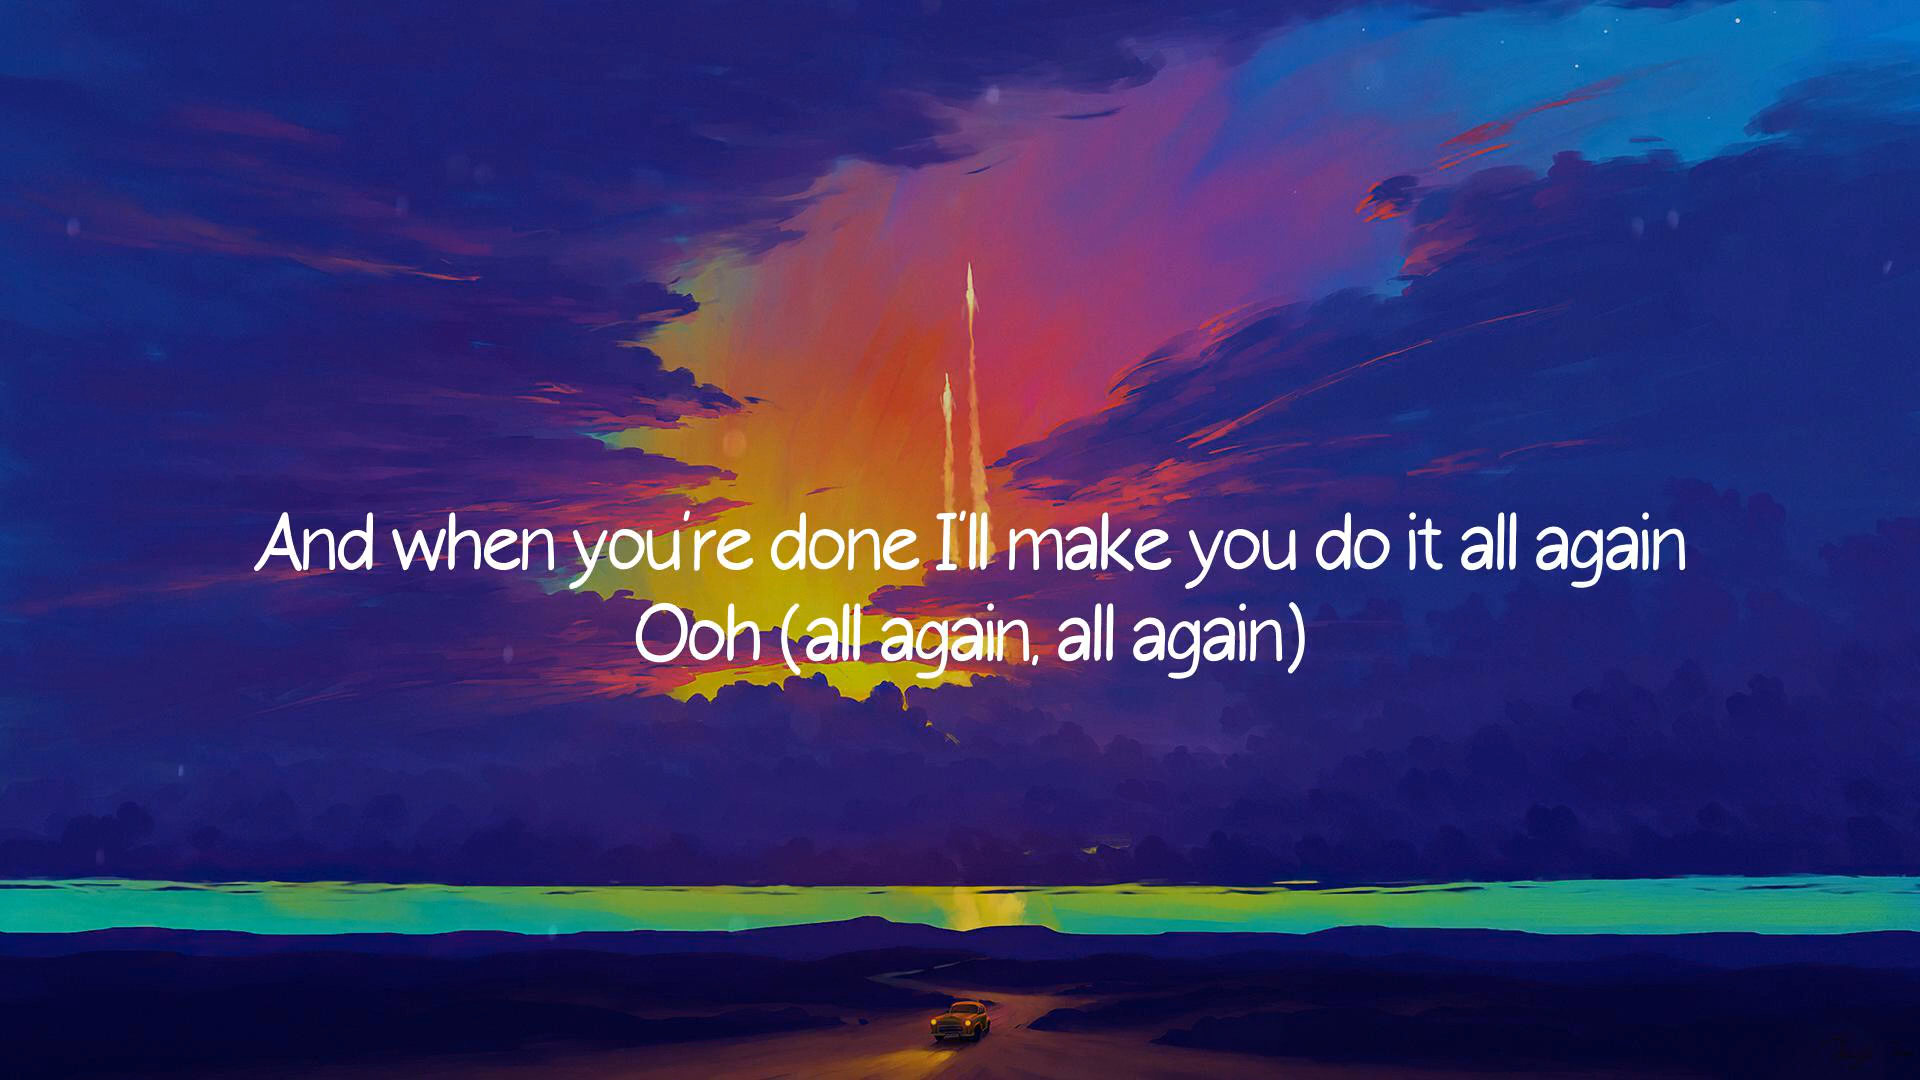 And when you're done I'll make you do it all again
Ooh (all again, all again)